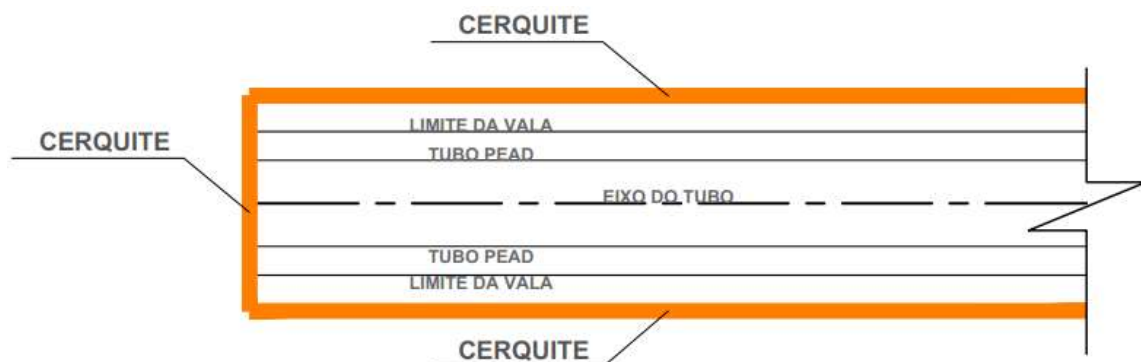 CERQUITE
LIMITE DA VALA
CERQUITE
TUBO PEAD
EIXO DO TUBO
TUBO PEAD
LIMITE DA VALA
CERQUITE